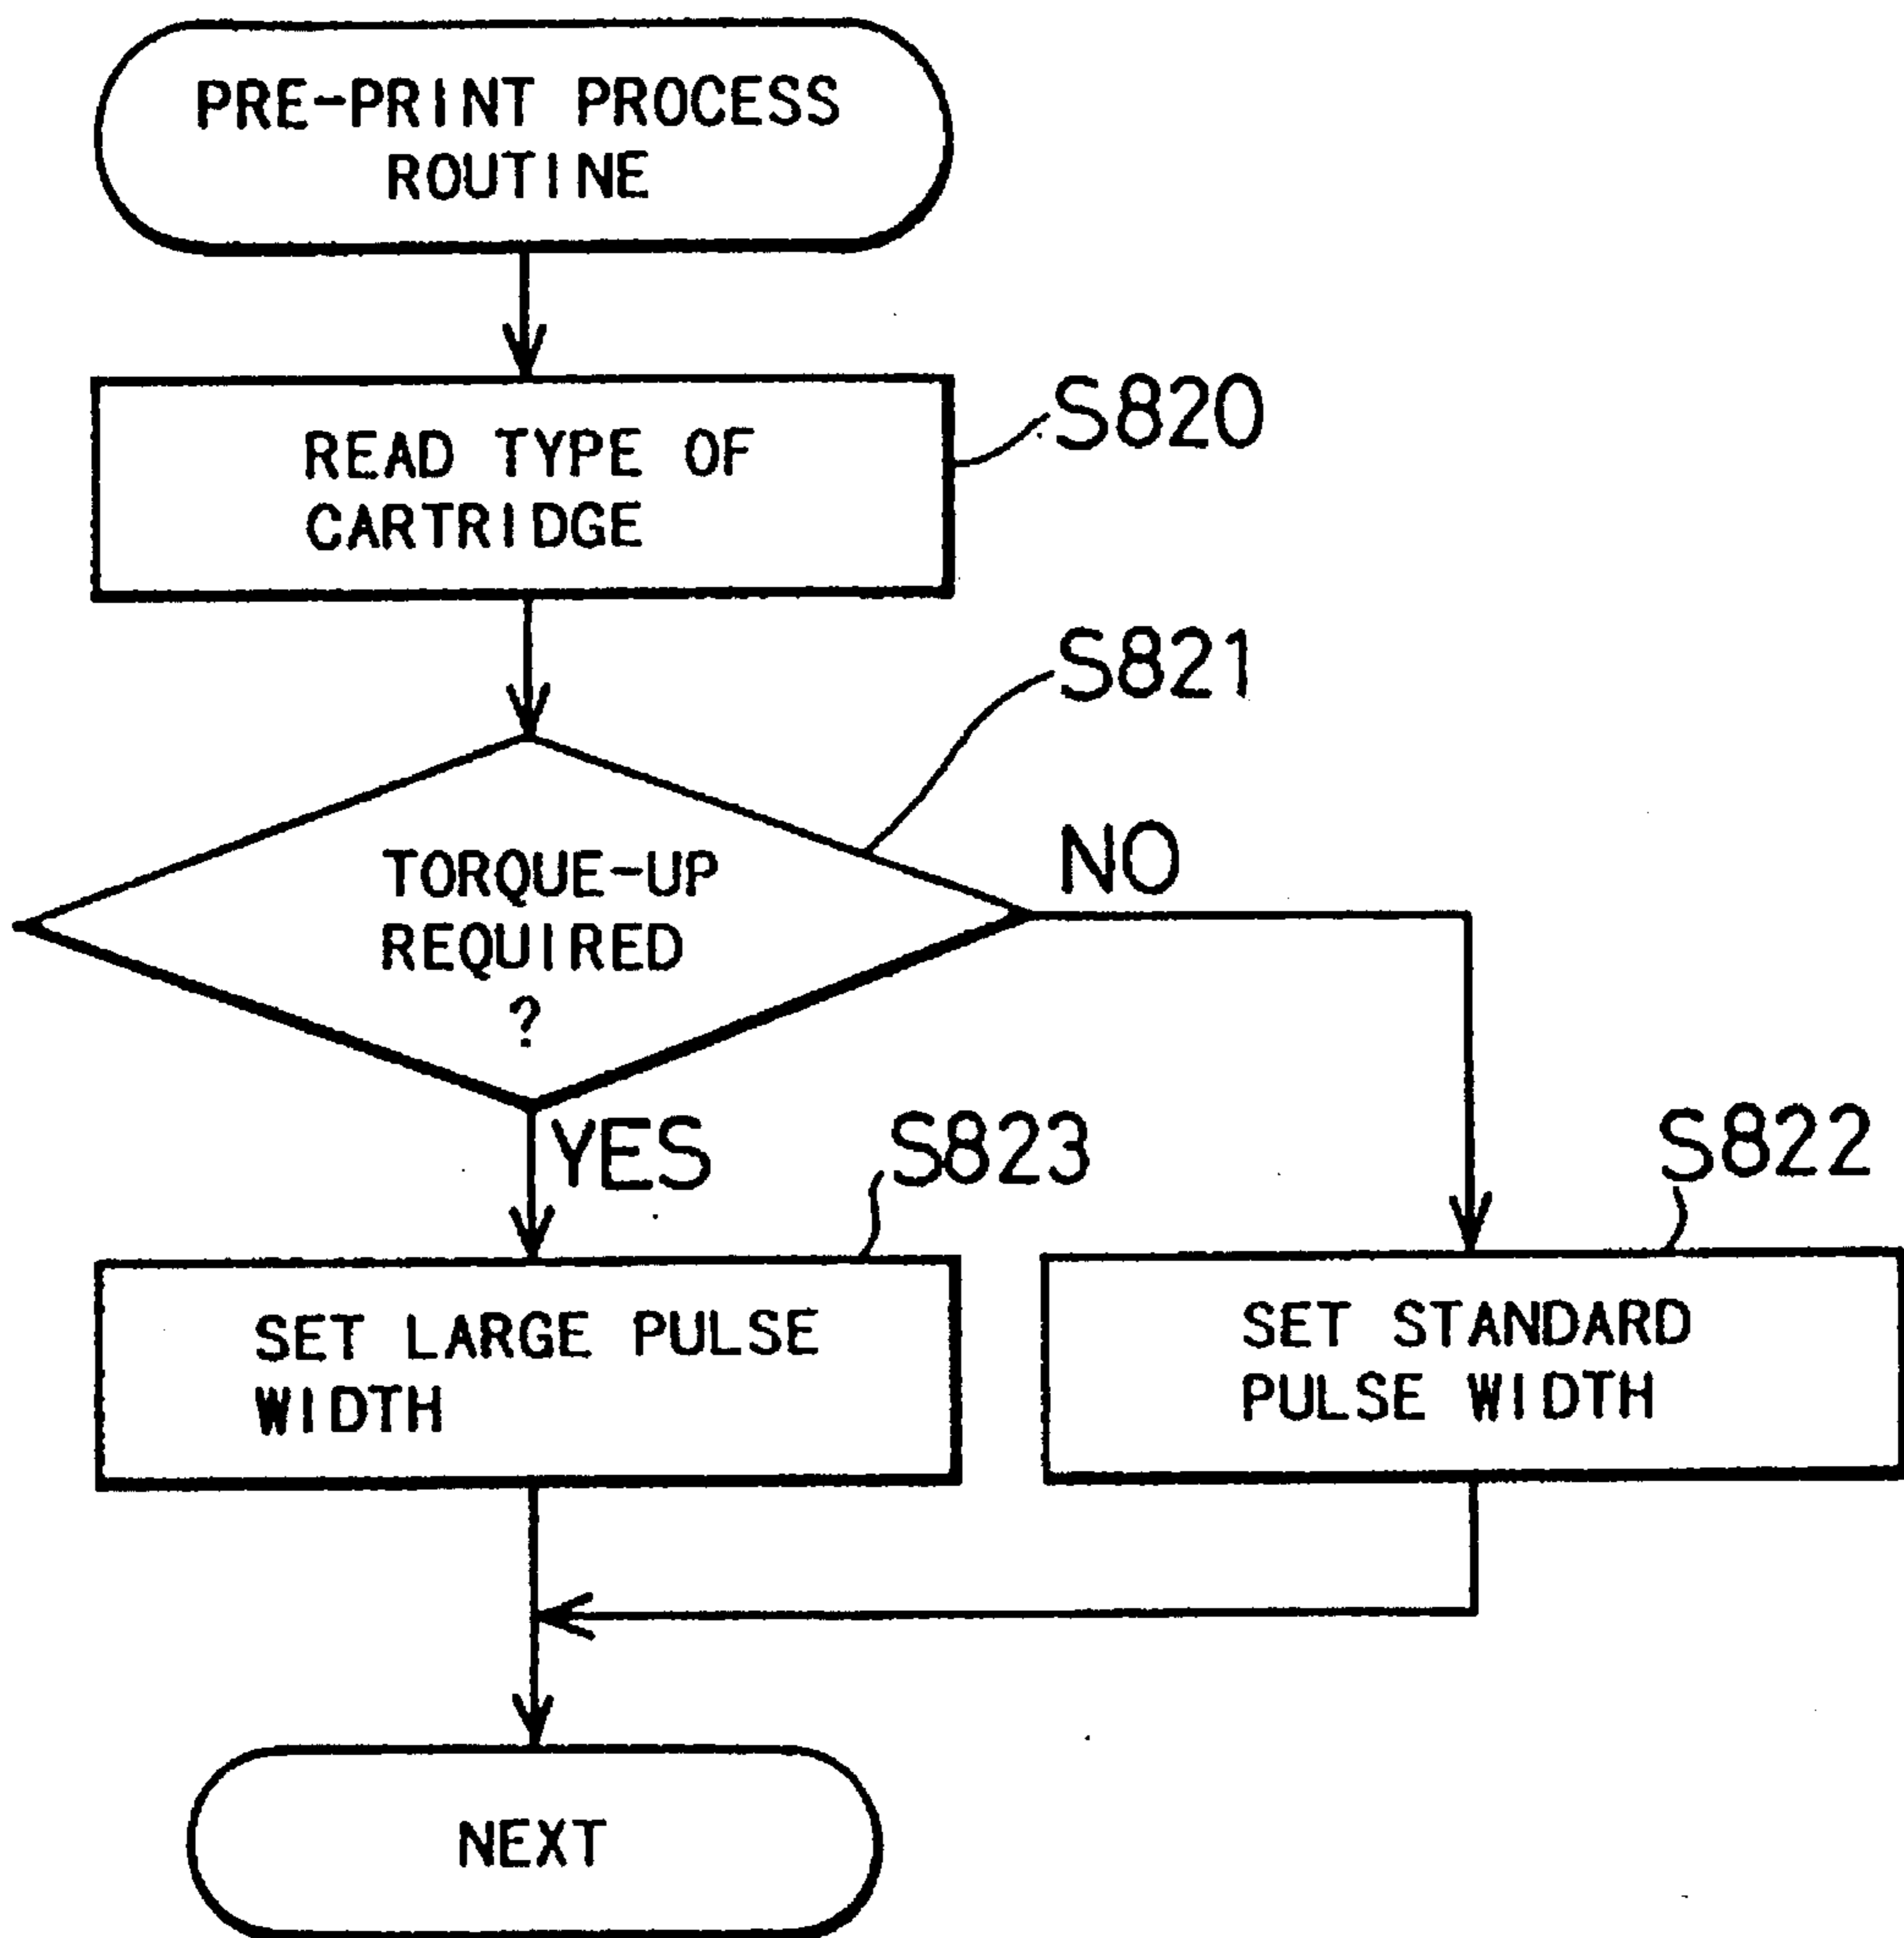 PRE-PRINT PROCESS
ROUTINE
READ TYPE OF
CARTRIDGE
S820
S821
TORQUE-UP
REQUIRED
?
NO
YES
S823
S822
SET LARGE PULSE
WIDTH
SET STANDARD
PULSE WIDTH
NEXT